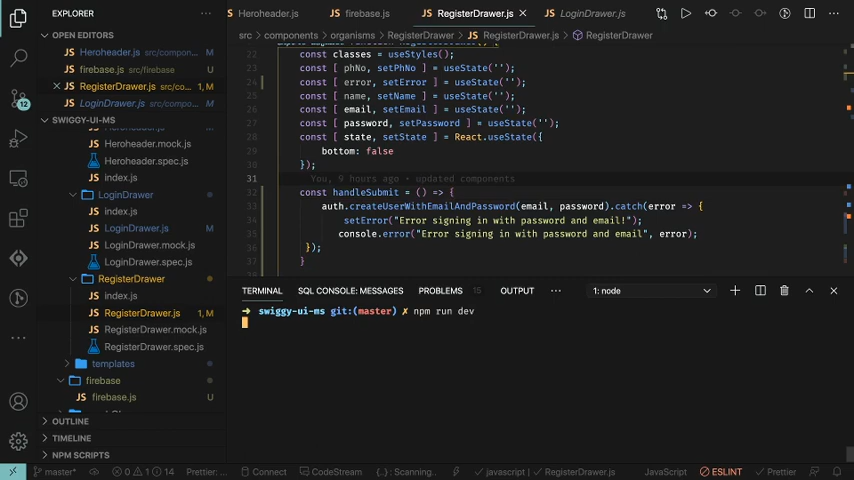 EXPLORER
OPEN EDITORS
JS Heroheader.js src/compon... M
JS firebase.js src/firebase U
JS RegisterDrawer.js src/co... 1, M
JS LoginDrawer.js src/compo... M
SWIGGY-UI-MS
12
JS Heroheader.mock.js
Heroheader.spec.js
JS index.js
LoginDrawer
JS index.js
JS LoginDrawer.js M
JS LoginDrawer.mock.js
LoginDrawer.spec.js
RegisterDrawer
JS index.js
JS RegisterDrawer.js 1, M
JS RegisterDrawer.mock.js
RegisterDrawer.spec.js
templates
firebase
JS firebase.js U
OUTLINE
TIMELINE
NPM SCRIPTS
JS Heroheader.js JS firebase.js JS RegisterDrawer.js JS LoginDrawer.js
src > components > organisms > RegisterDrawer > JS RegisterDrawer.js > RegisterDrawer
22 const classes = useStyles();
23 const [ phNo, setPhNo ] = useState('');
24 const [ error, setError ] = useState('');
25 const [ name, setName ] = useState('');
26 const [ email, setEmail ] = useState('');
27 const [ password, setPassword ] = useState('');
28 const [ state, setState ] = React.useState({
29 bottom: false
30 });
31 You, 9 hours ago • updated components
32 const handleSubmit = () => {
33 auth.createUserWithEmailAndPassword(email, password).catch(error => {
34 setError("Error signing in with password and email!");
35 console.error("Error signing in with password and email", error);
36 });
37 }
TERMINAL SQL CONSOLE: MESSAGES PROBLEMS 15 OUTPUT ... 1: node
➜ swiggy-ui-ms git:(master) ✗ npm run dev
master* 0 1 14 Prettier: ... Connect CodeStream {..}: Scanning.. javascript | RegisterDrawer.js JavaScript ESLINT Prettier